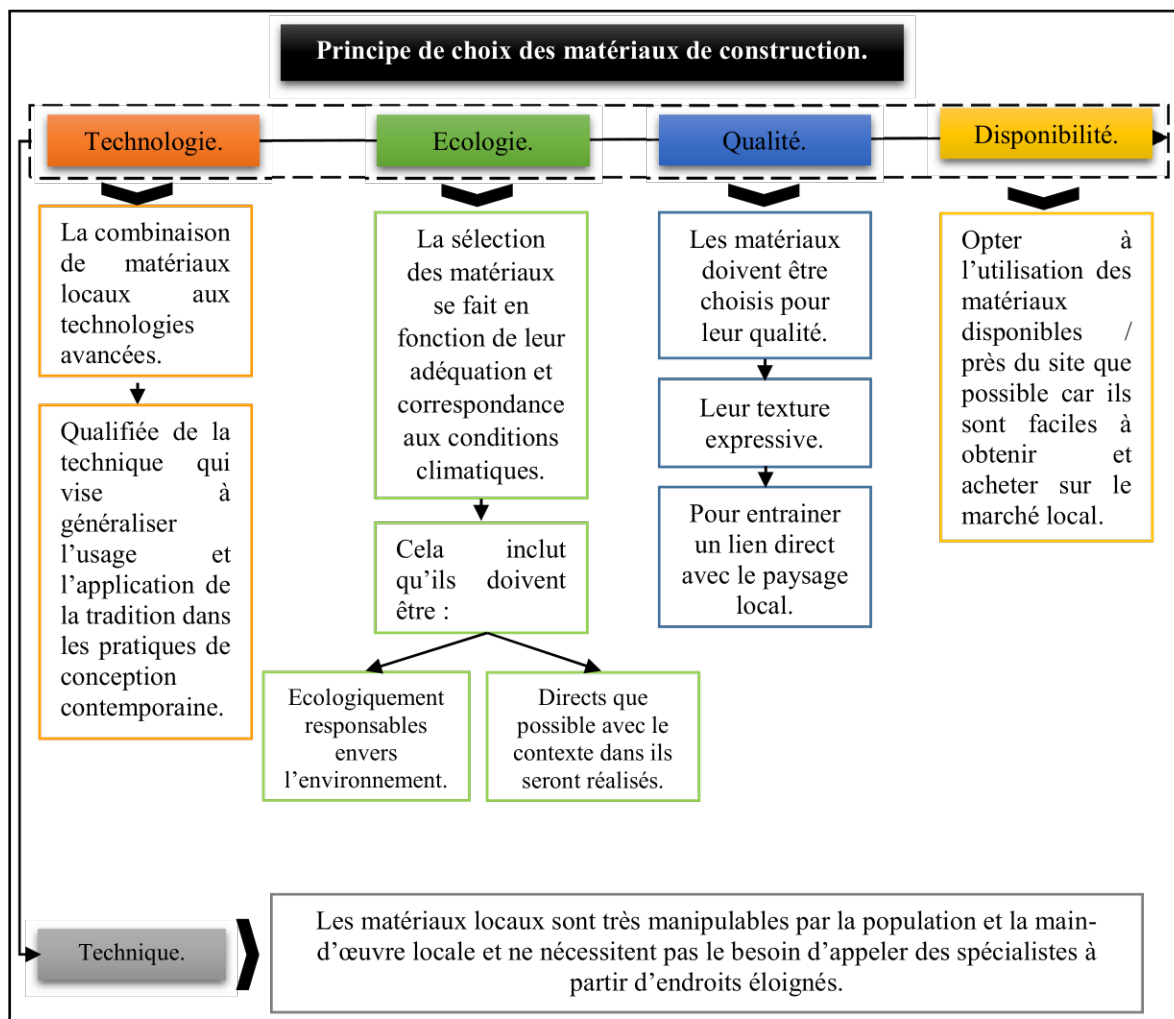 Principe de choix des matériaux de construction.
Technologie.
Ecologie.
Qualité.
Disponibilité.
La combinaison
de matériaux
locaux aux
technologies
avancées.
Qualifiée de la
technique qui
vise à
généraliser
l’usage et
l’application de
la tradition dans
les pratiques de
conception
contemporaine.
La sélection
des matériaux
se fait en
fonction de leur
adéquation et
correspondance
aux conditions
climatiques.
Cela inclut
qu’ils doivent
être :
Ecologiquement
responsables
envers
l’environnement.
Directs que
possible avec le
contexte dans ils
seront réalisés.
Les matériaux
doivent être
choisis pour
leur qualité.
Leur texture
expressive.
Pour entrainer
un lien direct
avec le paysage
local.
Opter à
l’utilisation des
matériaux
disponibles /
près du site que
possible car ils
sont faciles à
obtenir et
acheter sur le
marché local.
Technique.
Les matériaux locaux sont très manipulables par la population et la main-
d’œuvre locale et ne nécessitent pas le besoin d’appeler des spécialistes à
partir d’endroits éloignés.